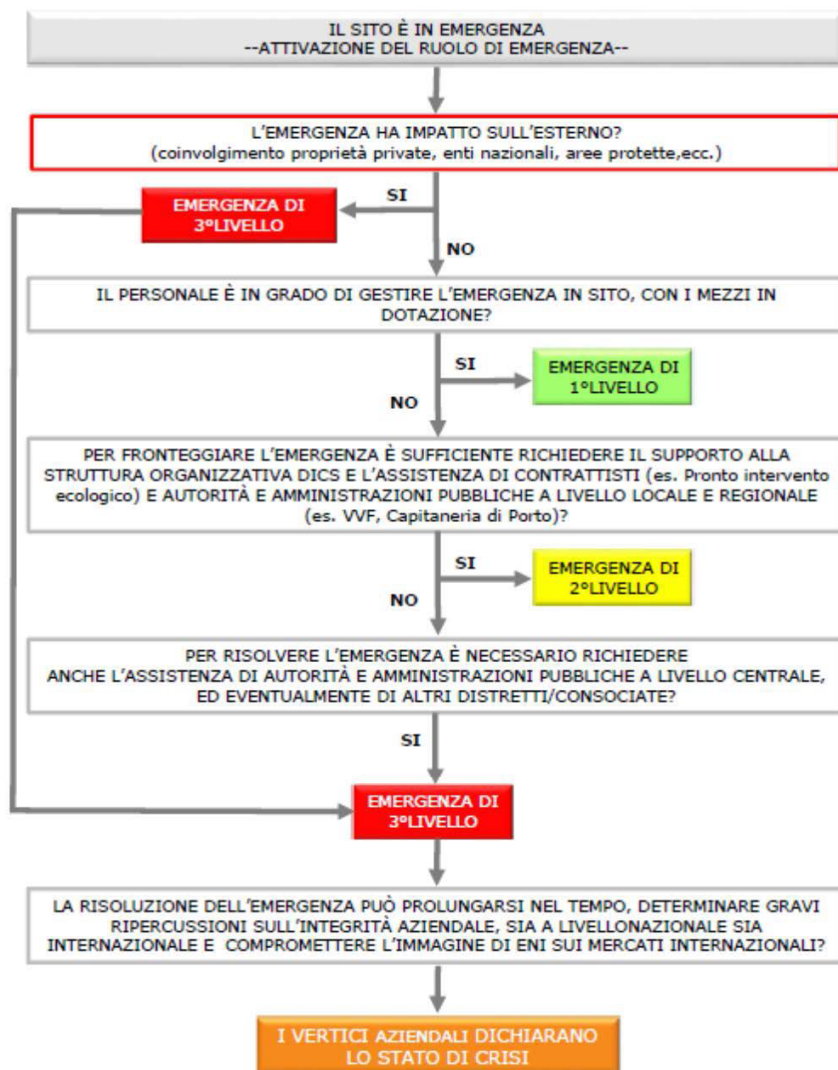 IL SITO È IN EMERGENZA
--ATTIVAZIONE DEL RUOLO DI EMERGENZA--
L'EMERGENZA HA IMPATTO SULL'ESTERNO?
(coinvolgimento proprietà private, enti nazionali, aree protette,ecc.)
SI
EMERGENZA DI
3°LIVELLO
NO
IL PERSONALE È IN GRADO DI GESTIRE L'EMERGENZA IN SITO, CON I MEZZI IN
DOTAZIONE?
SI
EMERGENZA DI
1°LIVELLO
NO
PER FRONTEGGIARE L'EMERGENZA È SUFFICIENTE RICHIEDERE IL SUPPORTO ALLA
STRUTTURA ORGANIZZATIVA DICS E L'ASSISTENZA DI CONTRATTISTI (es. Pronto intervento
ecologico) E AUTORITÀ E AMMINISTRAZIONI PUBBLICHE A LIVELLO LOCALE E REGIONALE
(es. VVF, Capitaneria di Porto)?
SI
EMERGENZA DI
2°LIVELLO
NO
PER RISOLVERE L'EMERGENZA È NECESSARIO RICHIEDERE
ANCHE L'ASSISTENZA DI AUTORITÀ E AMMINISTRAZIONI PUBBLICHE A LIVELLO CENTRALE,
ED EVENTUALMENTE DI ALTRI DISTRETTI/CONSOCIATE?
SI
EMERGENZA DI
3°LIVELLO
LA RISOLUZIONE DELL'EMERGENZA PUÒ PROLUNGARSI NEL TEMPO, DETERMINARE GRAVI
RIPERCUSSIONI SULL'INTEGRITÀ AZIENDALE, SIA A LIVELLONAZIONALE SIA
INTERNAZIONALE E COMPROMETTERE L'IMMAGINE DI ENI SUI MERCATI INTERNAZIONALI?
I VERTICI AZIENDALI DICHIARANO
LO STATO DI CRISI